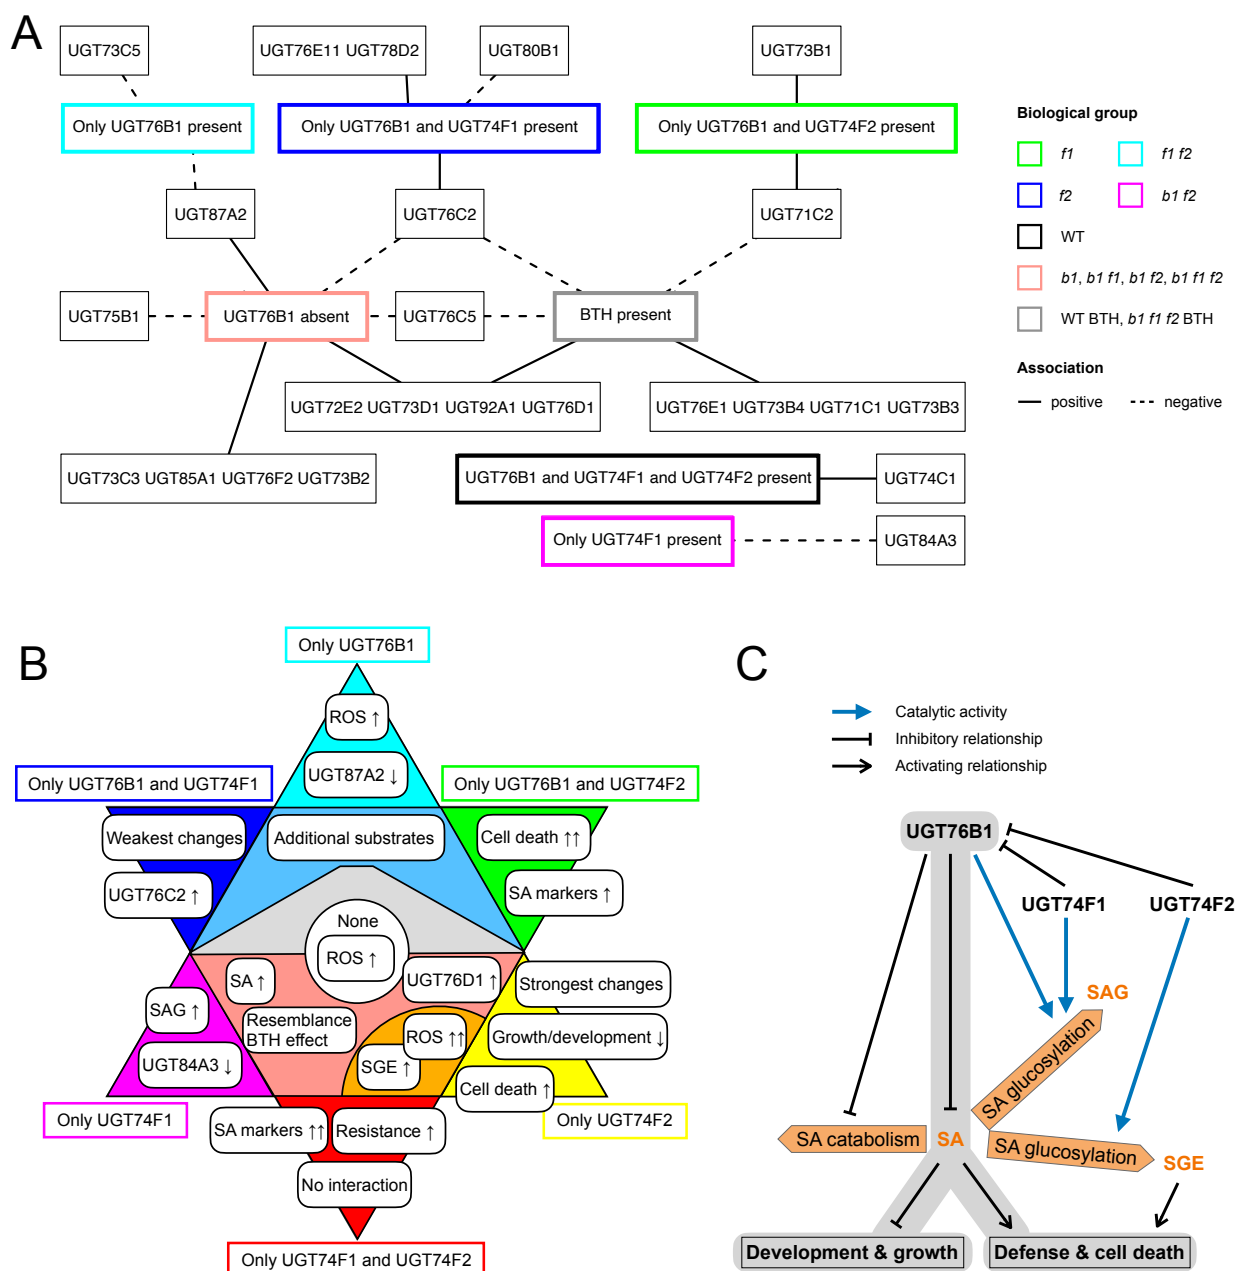 A
UGT73C5
UGT76E11 UGT78D2
UGT80B1
UGT73B1
Only UGT76B1 present
Only UGT76B1 and UGT74F1 present
Only UGT76B1 and UGT74F2 present
UGT87A2
UGT76C2
UGT71C2
UGT75B1
UGT76B1 absent
UGT76C5
BTH present
UGT72E2 UGT73D1 UGT92A1 UGT76D1
UGT76E1 UGT73B4 UGT71C1 UGT73B3
UGT73C3 UGT85A1 UGT76F2 UGT73B2
UGT76B1 and UGT74F1 and UGT74F2 present
UGT74C1
Only UGT74F1 present
UGT84A3
Biological group
f1
f1 f2
f2
b1 f2
WT
b1, b1 f1, b1 f2, b1 f1 f2
WT BTH, b1 f1 f2 BTH
Association
positive
negative
B
Only UGT76B1
ROS ↑
UGT87A2 ↓
Only UGT76B1 and UGT74F1
Only UGT76B1 and UGT74F2
Weakest changes
Additional substrates
Cell death ↑↑
UGT76C2 ↑
SA markers ↑
None
ROS ↑
SA ↑
UGT76D1 ↑
Strongest changes
SAG ↑
Resemblance
BTH effect
ROS ↑↑
Growth/development ↓
UGT84A3 ↓
SGE ↑
Cell death ↑
Only UGT74F1
SA markers ↑↑
Resistance ↑
Only UGT74F2
No interaction
Only UGT74F1 and UGT74F2
C
Catalytic activity
Inhibitory relationship
Activating relationship
UGT76B1
UGT74F1
UGT74F2
SAG
SA glucosylation
SA catabolism
SA
SA glucosylation
SGE
Development & growth
Defense & cell death